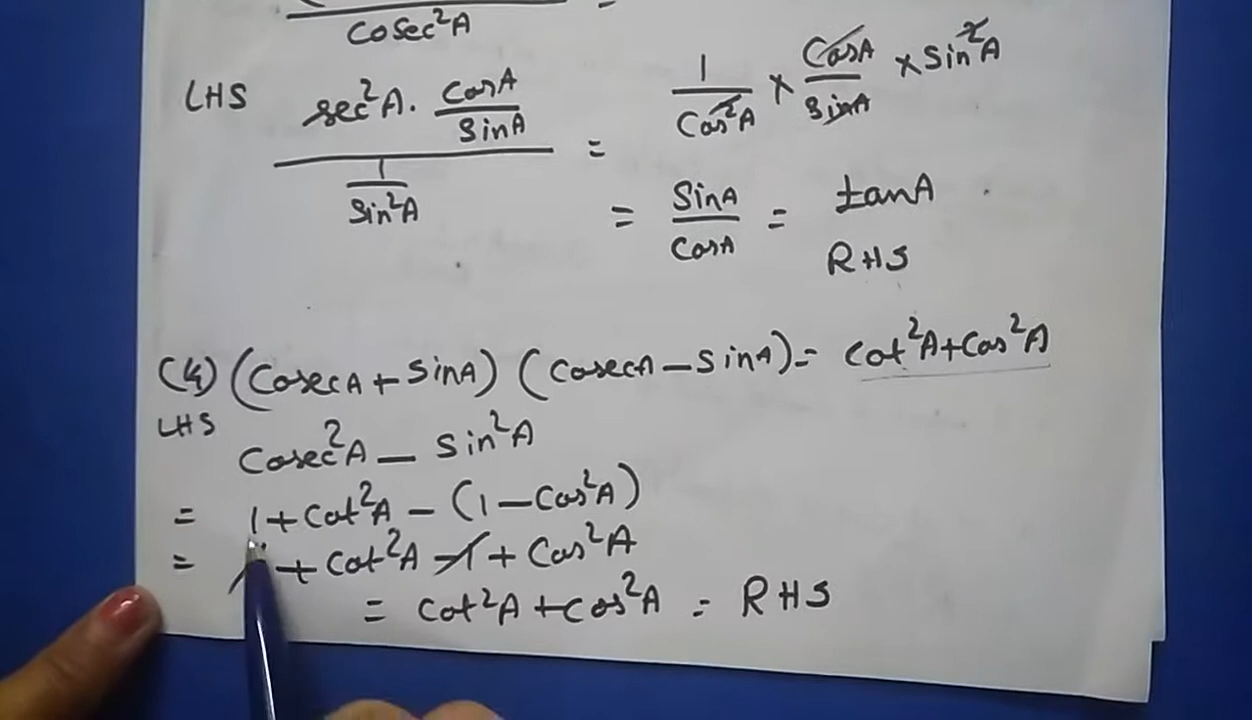 cosec²A =
LHS sec²A. cosA/sinA / 1/sin²A = 1/cos²A × cosA/sinA × sin²A
= sinA/cosA = tanA
RHS
(4) (cosecA + sinA) (cosecA - sinA) = cot²A + cos²A
LHS
cosec²A - sin²A
= 1 + cot²A - (1 - cos²A)
= 1 + cot²A - 1 + cos²A
= cot²A + cos²A = RHS